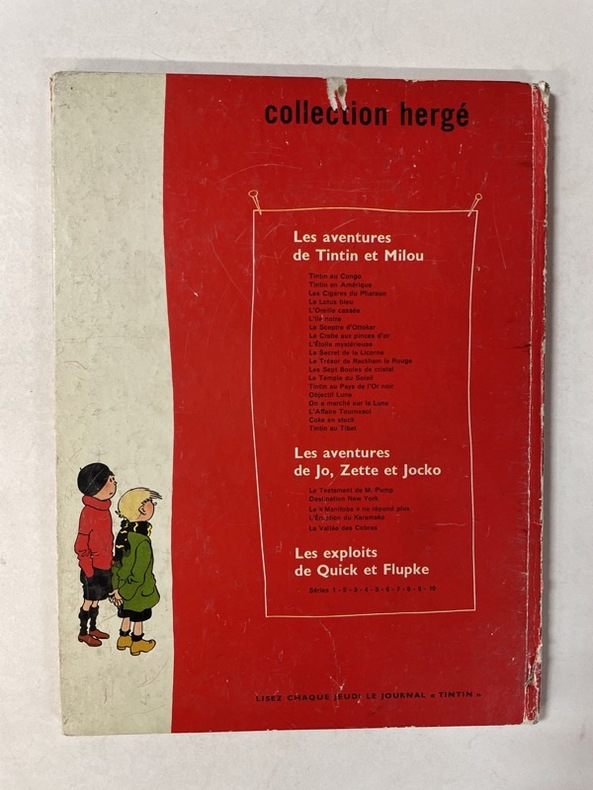 collection hergé
Les aventures
de Tintin et Milou
Tintin au Congo
Tintin en Amérique
Les Cigares du Pharaon
Le Lotus bleu
L'Oreille cassée
L'Ile noire
Le Sceptre d'Ottokar
Le Crabe aux pinces d'or
L'Étoile mystérieuse
Le Secret de la Licorne
Le Trésor de Rackham le Rouge
Les Sept Boules de cristal
Le Temple du Soleil
Tintin au Pays de l'Or noir
Objectif Lune
On a marché sur la Lune
L'Affaire Tournesol
Coke en stock
Tintin au Tibet
Les aventures
de Jo, Zette et Jocko
Le Testament de M. Pump
Destination New York
Le « Manitoba » ne répond plus
L'Éruption du Karamako
La Vallée des Cobras
Les exploits
de Quick et Flupke
Séries 1 - 2 - 3 - 4 - 5 - 6 - 7 - 8 - 9 - 10
LISEZ CHAQUE JEUDI LE JOURNAL « TINTIN »